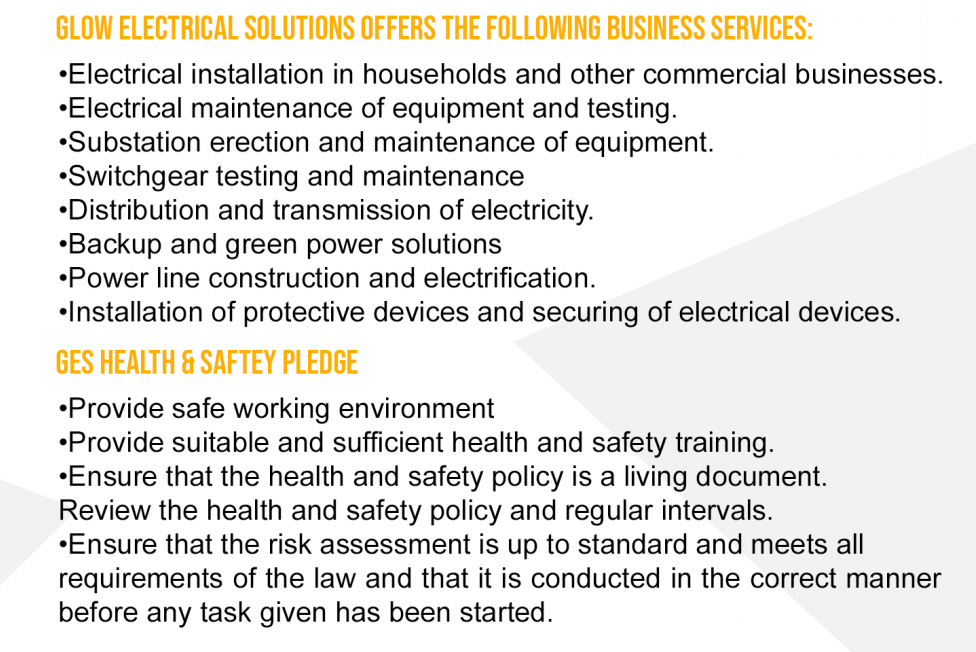 GLOW ELECTRICAL SOLUTIONS OFFERS THE FOLLOWING BUSINESS SERVICES:
•Electrical installation in households and other commercial businesses.
•Electrical maintenance of equipment and testing.
•Substation erection and maintenance of equipment.
•Switchgear testing and maintenance
•Distribution and transmission of electricity.
•Backup and green power solutions
•Power line construction and electrification.
•Installation of protective devices and securing of electrical devices.
GES HEALTH & SAFTEY PLEDGE
•Provide safe working environment
•Provide suitable and sufficient health and safety training.
•Ensure that the health and safety policy is a living document.
Review the health and safety policy and regular intervals.
•Ensure that the risk assessment is up to standard and meets all
requirements of the law and that it is conducted in the correct manner
before any task given has been started.